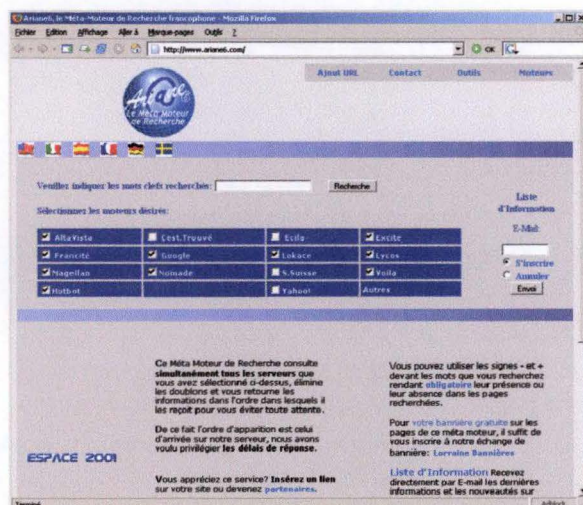 Ariane6, le Méta-Moteur de Recherche francophone - Mozilla Firefox
Fichier Edition Affichage Aller à Marque-pages Outils ?
http://www.ariane6.com/ OK
Ajout URL Contact Outils Moteurs
Ariane
Le Méta Moteur
de Recherche
Veuillez indiquer les mots clefs recherchés: Recherche
Sélectionnez les moteurs désirés:
Liste
d'Information
E-Mail:
S'inscrire
Annuler
Envoi
AltaVista Cest.Trouvé Ecila Excite
Francité Google Lokace Lycos
Magellan Nomade S.Suisse Voila
Hotbot Yahoo! Autres
Ce Méta Moteur de Recherche consulte
simultanément tous les serveurs que
vous avez sélectionné ci-dessus, élimine
les doublons et vous retourne les
informations dans l'ordre dans lesquels il
les reçoit pour vous éviter toute attente.
De ce fait l'ordre d'apparition est celui
d'arrivée sur notre serveur, nous avons
voulu privilégier les délais de réponse.
Vous appréciez ce service? Insérez un lien
sur votre site ou devenez partenaires.
ESPACE 2001
Vous pouvez utiliser les signes - et +
devant les mots que vous recherchez
rendant obligatoire leur présence ou
leur absence dans les pages
recherchées.
Pour votre bannière gratuite sur les
pages de ce méta moteur, il suffit de
vous inscrire à notre échange de
bannière: Lorraine Bannières
Liste d'Information Recevez
directement par E-mail les dernières
informations et les nouveautés sur
Terminé Adblock